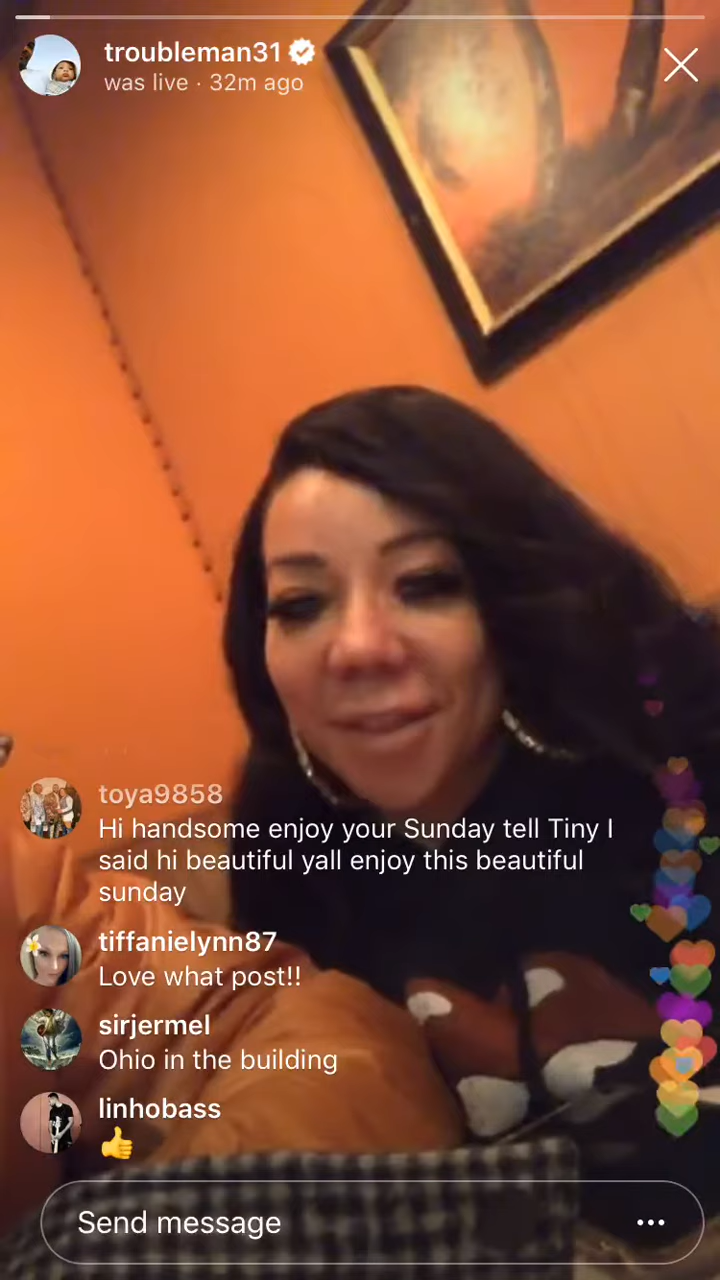 troubleman31
was live · 32m ago
toya9858
Hi handsome enjoy your Sunday tell Tiny I
said hi beautiful yall enjoy this beautiful
sunday
tiffanielynn87
Love what post!!
sirjermel
Ohio in the building
linhobass
👍
Send message